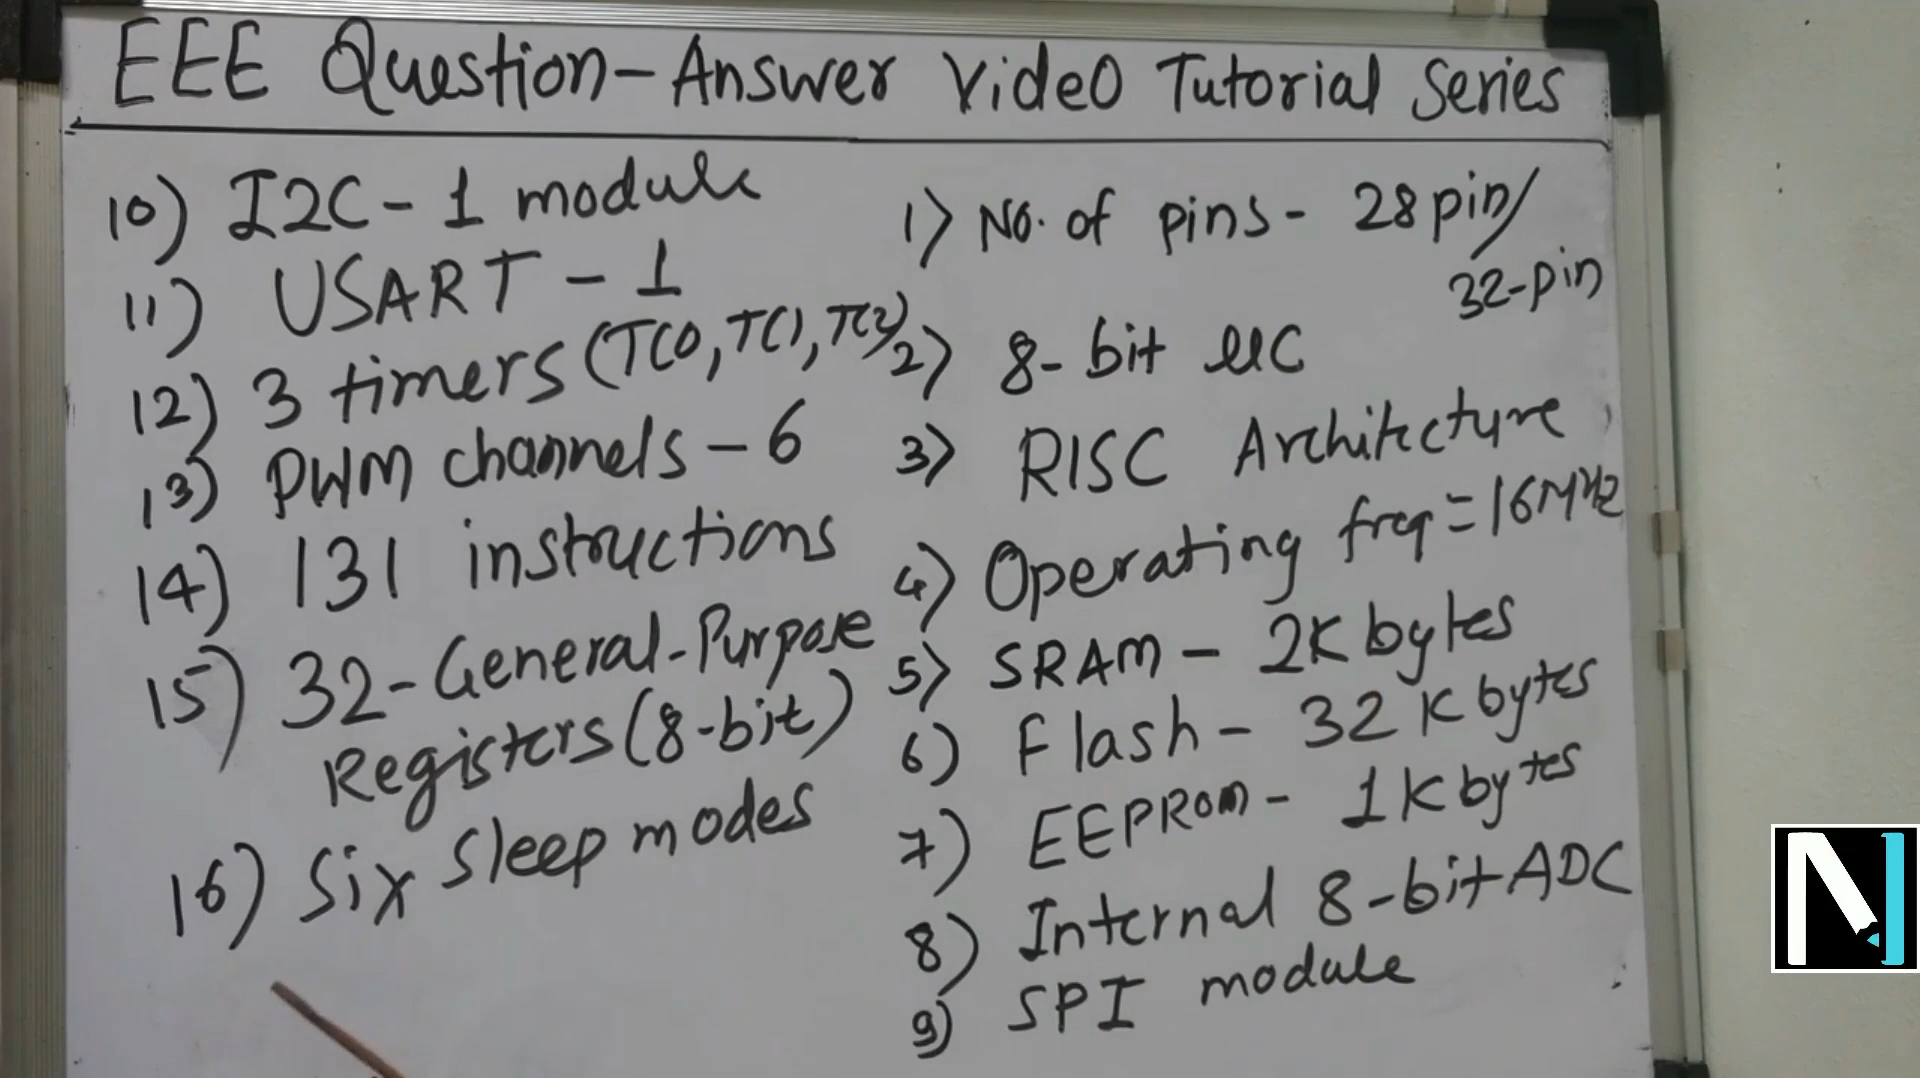 EEE Question-Answer Video Tutorial Series
10) I2C - 1 module
11) USART - 1
12) 3 timers (TC0, TC1, TC2)
13) PWM channels - 6
14) 131 instructions
15) 32-General-Purpose
Registers (8-bit)
16) Six Sleep modes
1) No. of pins - 28 pin/
32-pin
2) 8-bit uC
3) RISC Architecture
4) Operating freq = 16MHz
5) SRAM - 2K bytes
6) Flash - 32 K bytes
7) EEPROM - 1K bytes
8) Internal 8-bit ADC
9) SPI module
N